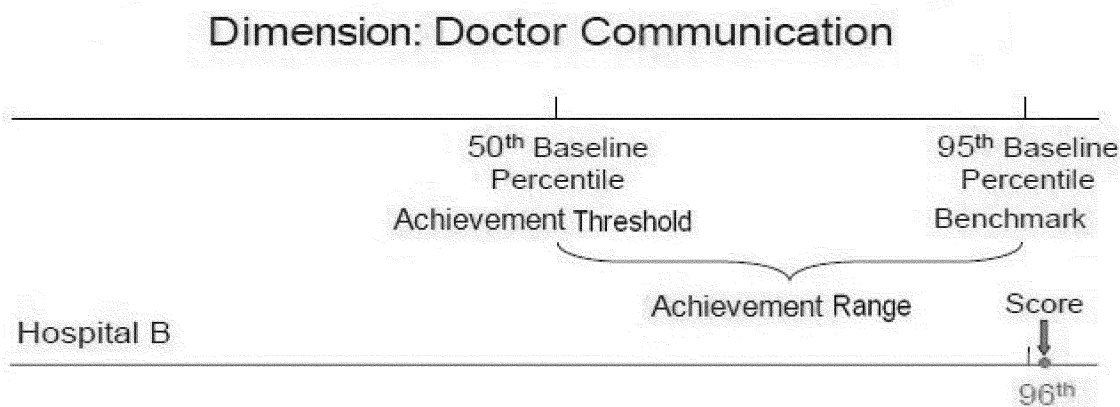 Dimension: Doctor Communication
50th Baseline Percentile
95th Baseline Percentile
Achievement Threshold
Benchmark
Achievement Range
Score
Hospital B
96th